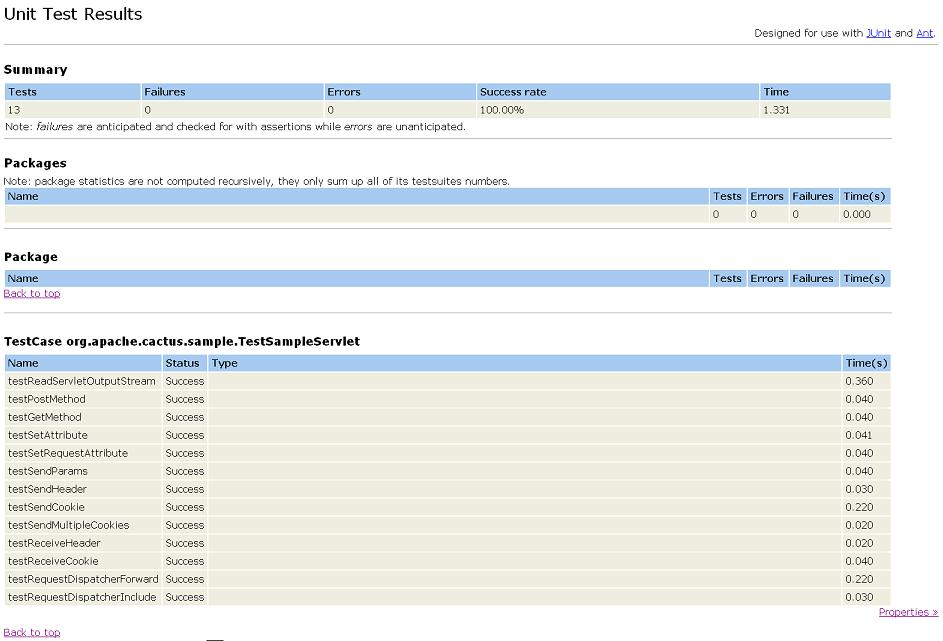 Unit Test Results
Designed for use with JUnit and Ant.
Summary
Tests Failures Errors Success rate Time
13 0 0 100.00% 1.331
Note: failures are anticipated and checked for with assertions while errors are unanticipated.
Packages
Note: package statistics are not computed recursively, they only sum up all of its testsuites numbers.
Name Tests Errors Failures Time(s)
0 0 0 0.000
Package
Name Tests Errors Failures Time(s)
Back to top
TestCase org.apache.cactus.sample.TestSampleServlet
Name Status Type Time(s)
testReadServletOutputStream Success 0.360
testPostMethod Success 0.040
testGetMethod Success 0.040
testSetAttribute Success 0.041
testSetRequestAttribute Success 0.040
testSendParams Success 0.040
testSendHeader Success 0.030
testSendCookie Success 0.220
testSendMultipleCookies Success 0.020
testReceiveHeader Success 0.020
testReceiveCookie Success 0.040
testRequestDispatcherForward Success 0.220
testRequestDispatcherInclude Success 0.030
Properties »
Back to top